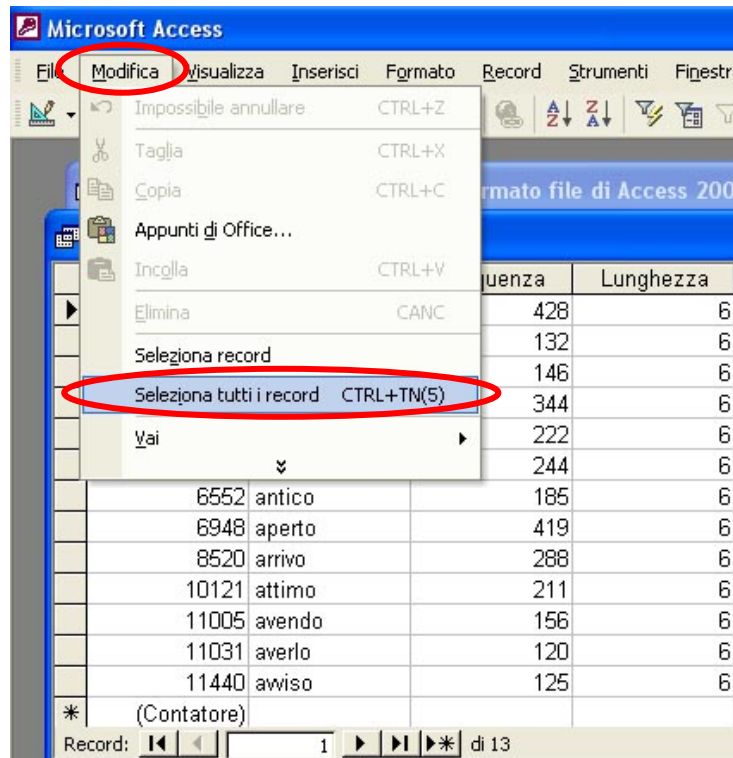 Microsoft Access
File Modifica Visualizza Inserisci Formato Record Strumenti Finestr
Impossibile annullare CTRL+Z
Taglia CTRL+X
Copia CTRL+C
rmato file di Access 200
Appunti di Office...
Incolla CTRL+V
quenza Lunghezza
Elimina CANC
428 6
132 6
Seleziona record
146 6
Seleziona tutti i record CTRL+TN(5)
344 6
Vai
222 6
244 6
6552 antico 185 6
6948 aperto 419 6
8520 arrivo 288 6
10121 attimo 211 6
11005 avendo 156 6
11031 averlo 120 6
11440 avviso 125 6
(Contatore)
Record: 1 di 13